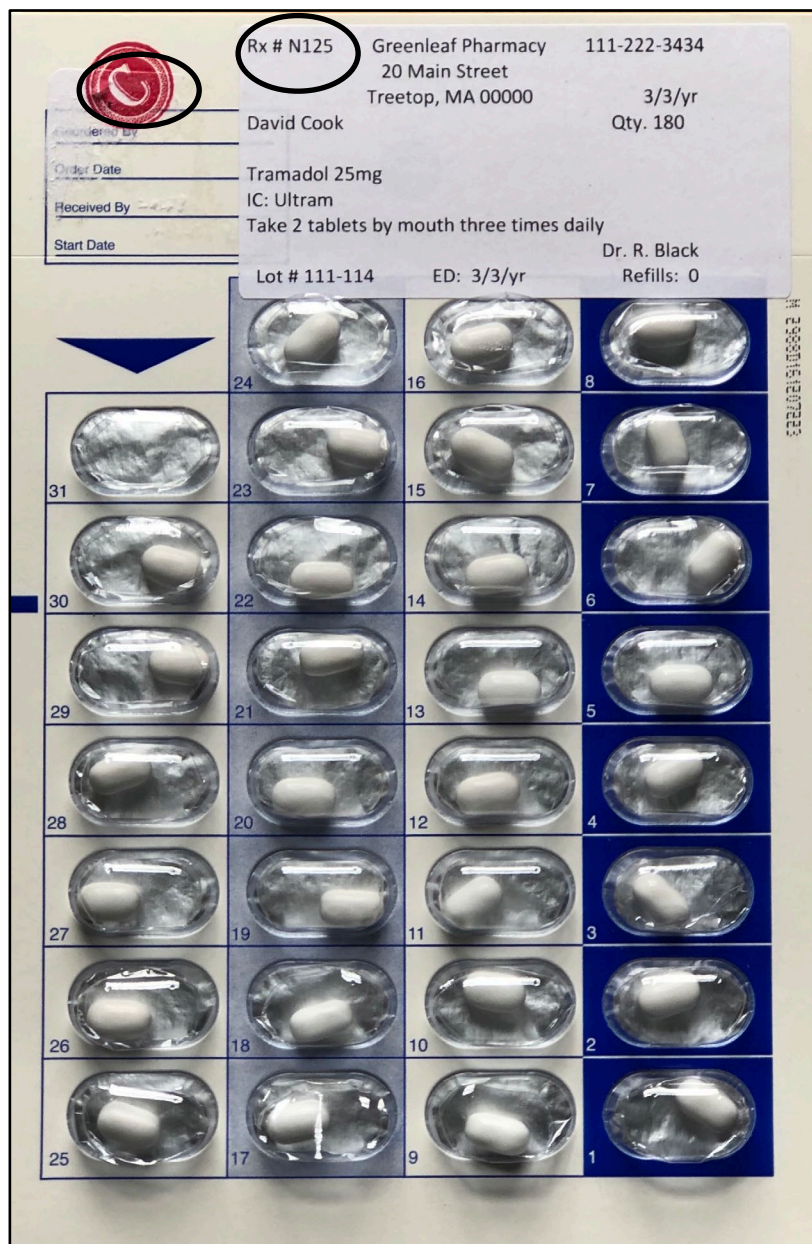 Rx # N125 Greenleaf Pharmacy 111-222-3434
20 Main Street
Treetop, MA 00000 3/3/yr
David Cook Qty. 180
Tramadol 25mg
IC: Ultram
Take 2 tablets by mouth three times daily
Dr. R. Black
Lot # 111-114 ED: 3/3/yr Refills: 0
C
Reordered By
Order Date
Received By
Start Date
24 16 8
31 23 15 7
30 22 14 6
29 21 13 5
28 20 12 4
27 19 11 3
26 18 10 2
25 17 9 1